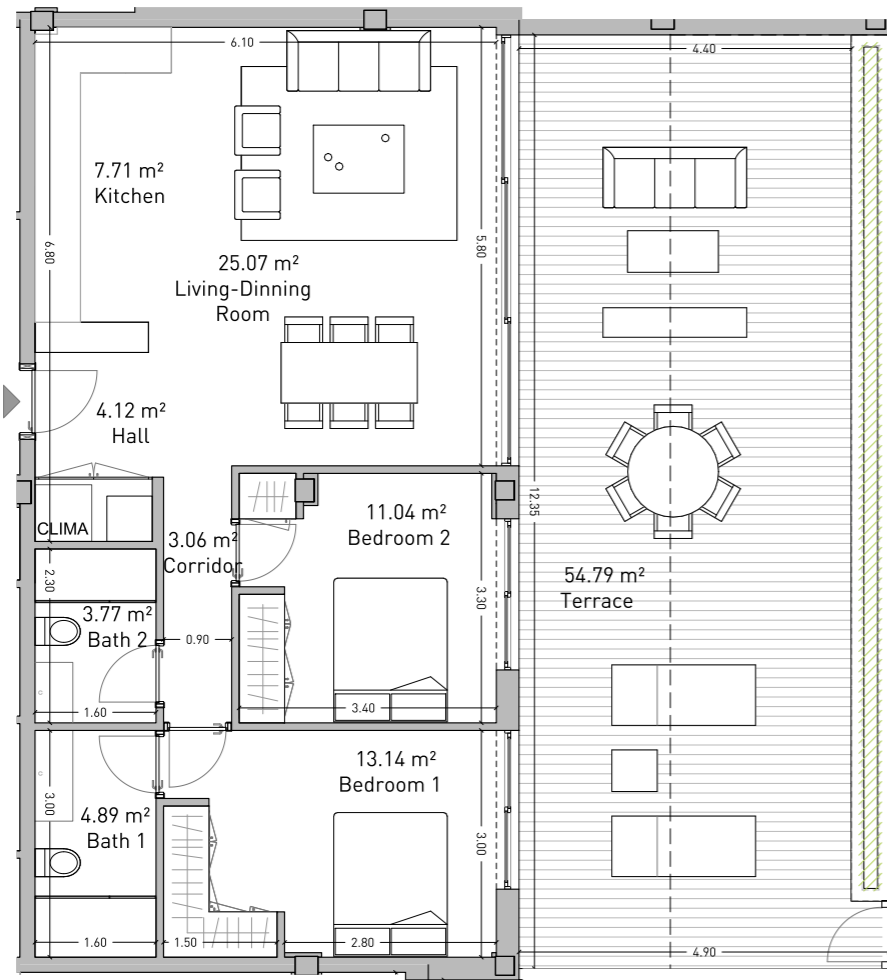 6.10
4.40
7.71 m²
Kitchen
6.80
5.80
25.07 m²
Living-Dinning
Room
4.12 m²
Hall
CLIMA
3.06 m²
Corridor
11.04 m²
Bedroom 2
12.35
2.30
3.77 m²
Bath 2
0.90
3.30
54.79 m²
Terrace
1.60
3.40
13.14 m²
Bedroom 1
3.00
4.89 m²
Bath 1
3.00
1.60
1.50
2.80
4.90